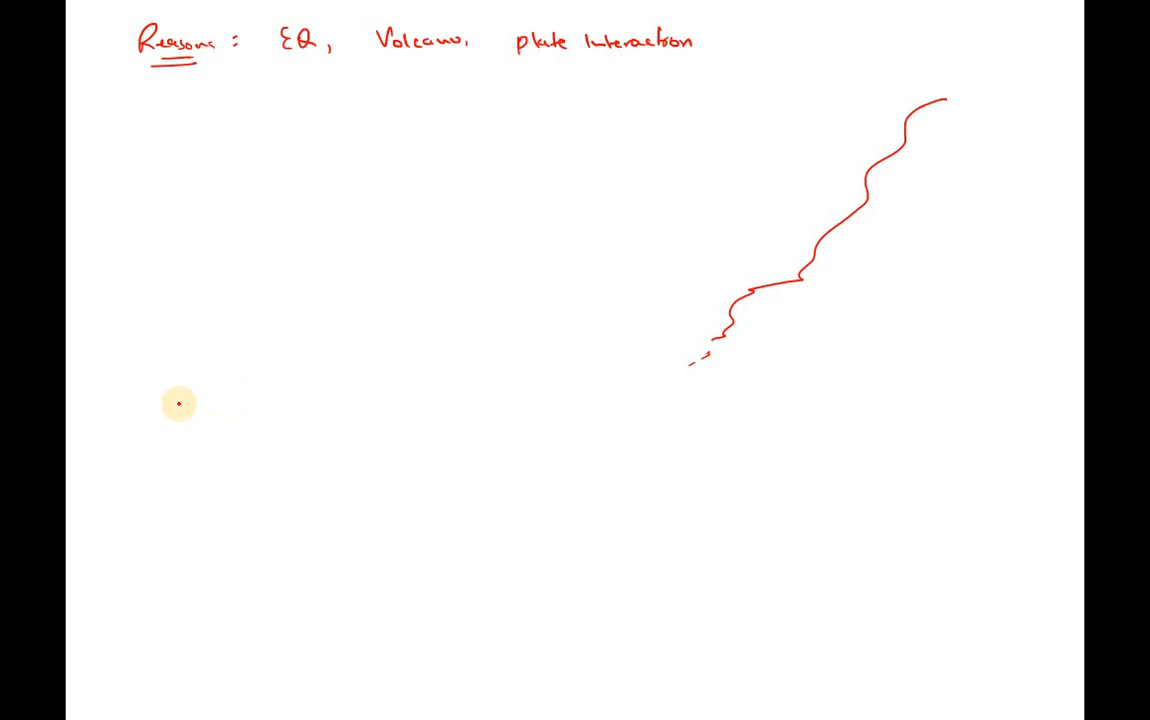 Reasons : EQ, Volcano, plate Interaction